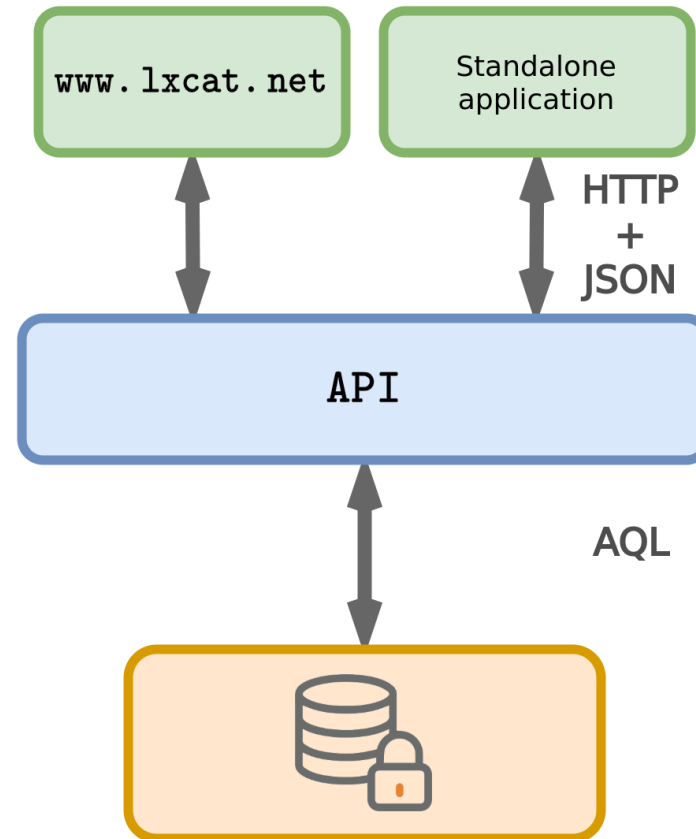 www.lxcat.net
Standalone
application
HTTP
+
JSON
API
AQL